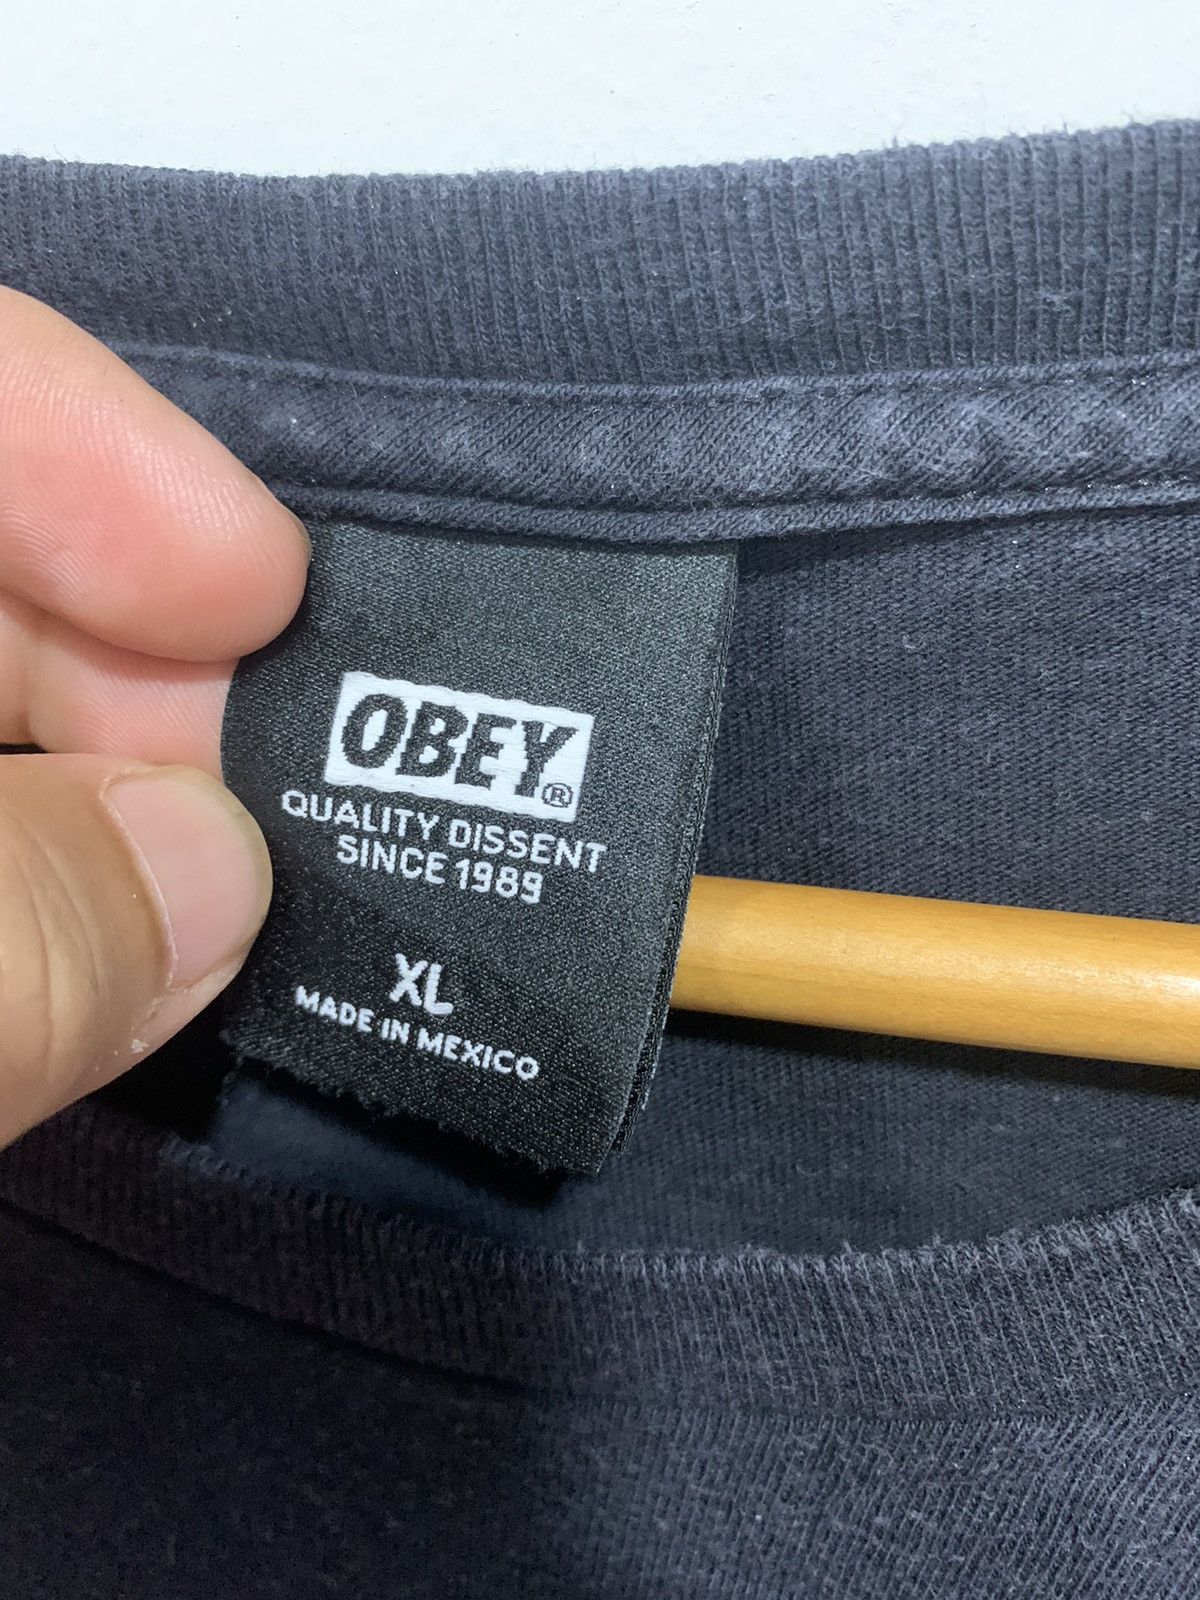 OBEY®
QUALITY DISSENT
SINCE 1989
XL
MADE IN MEXICO